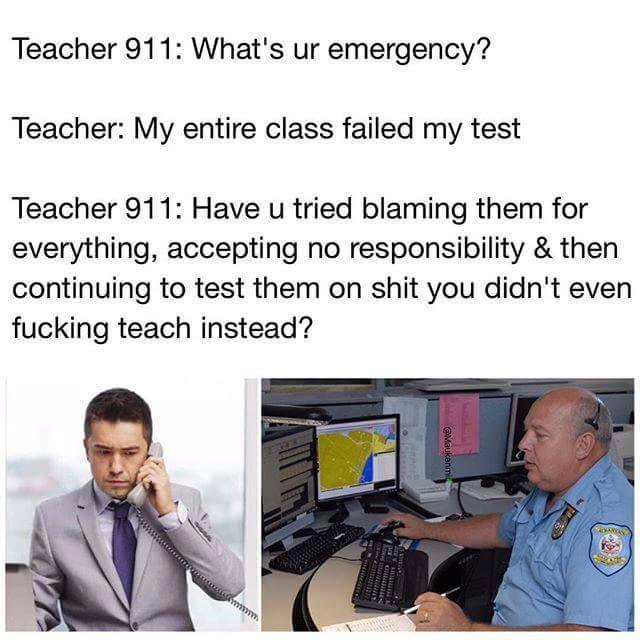 Teacher 911: What's ur emergency?
Teacher: My entire class failed my test
Teacher 911: Have u tried blaming them for
everything, accepting no responsibility & then
continuing to test them on shit you didn't even
fucking teach instead?